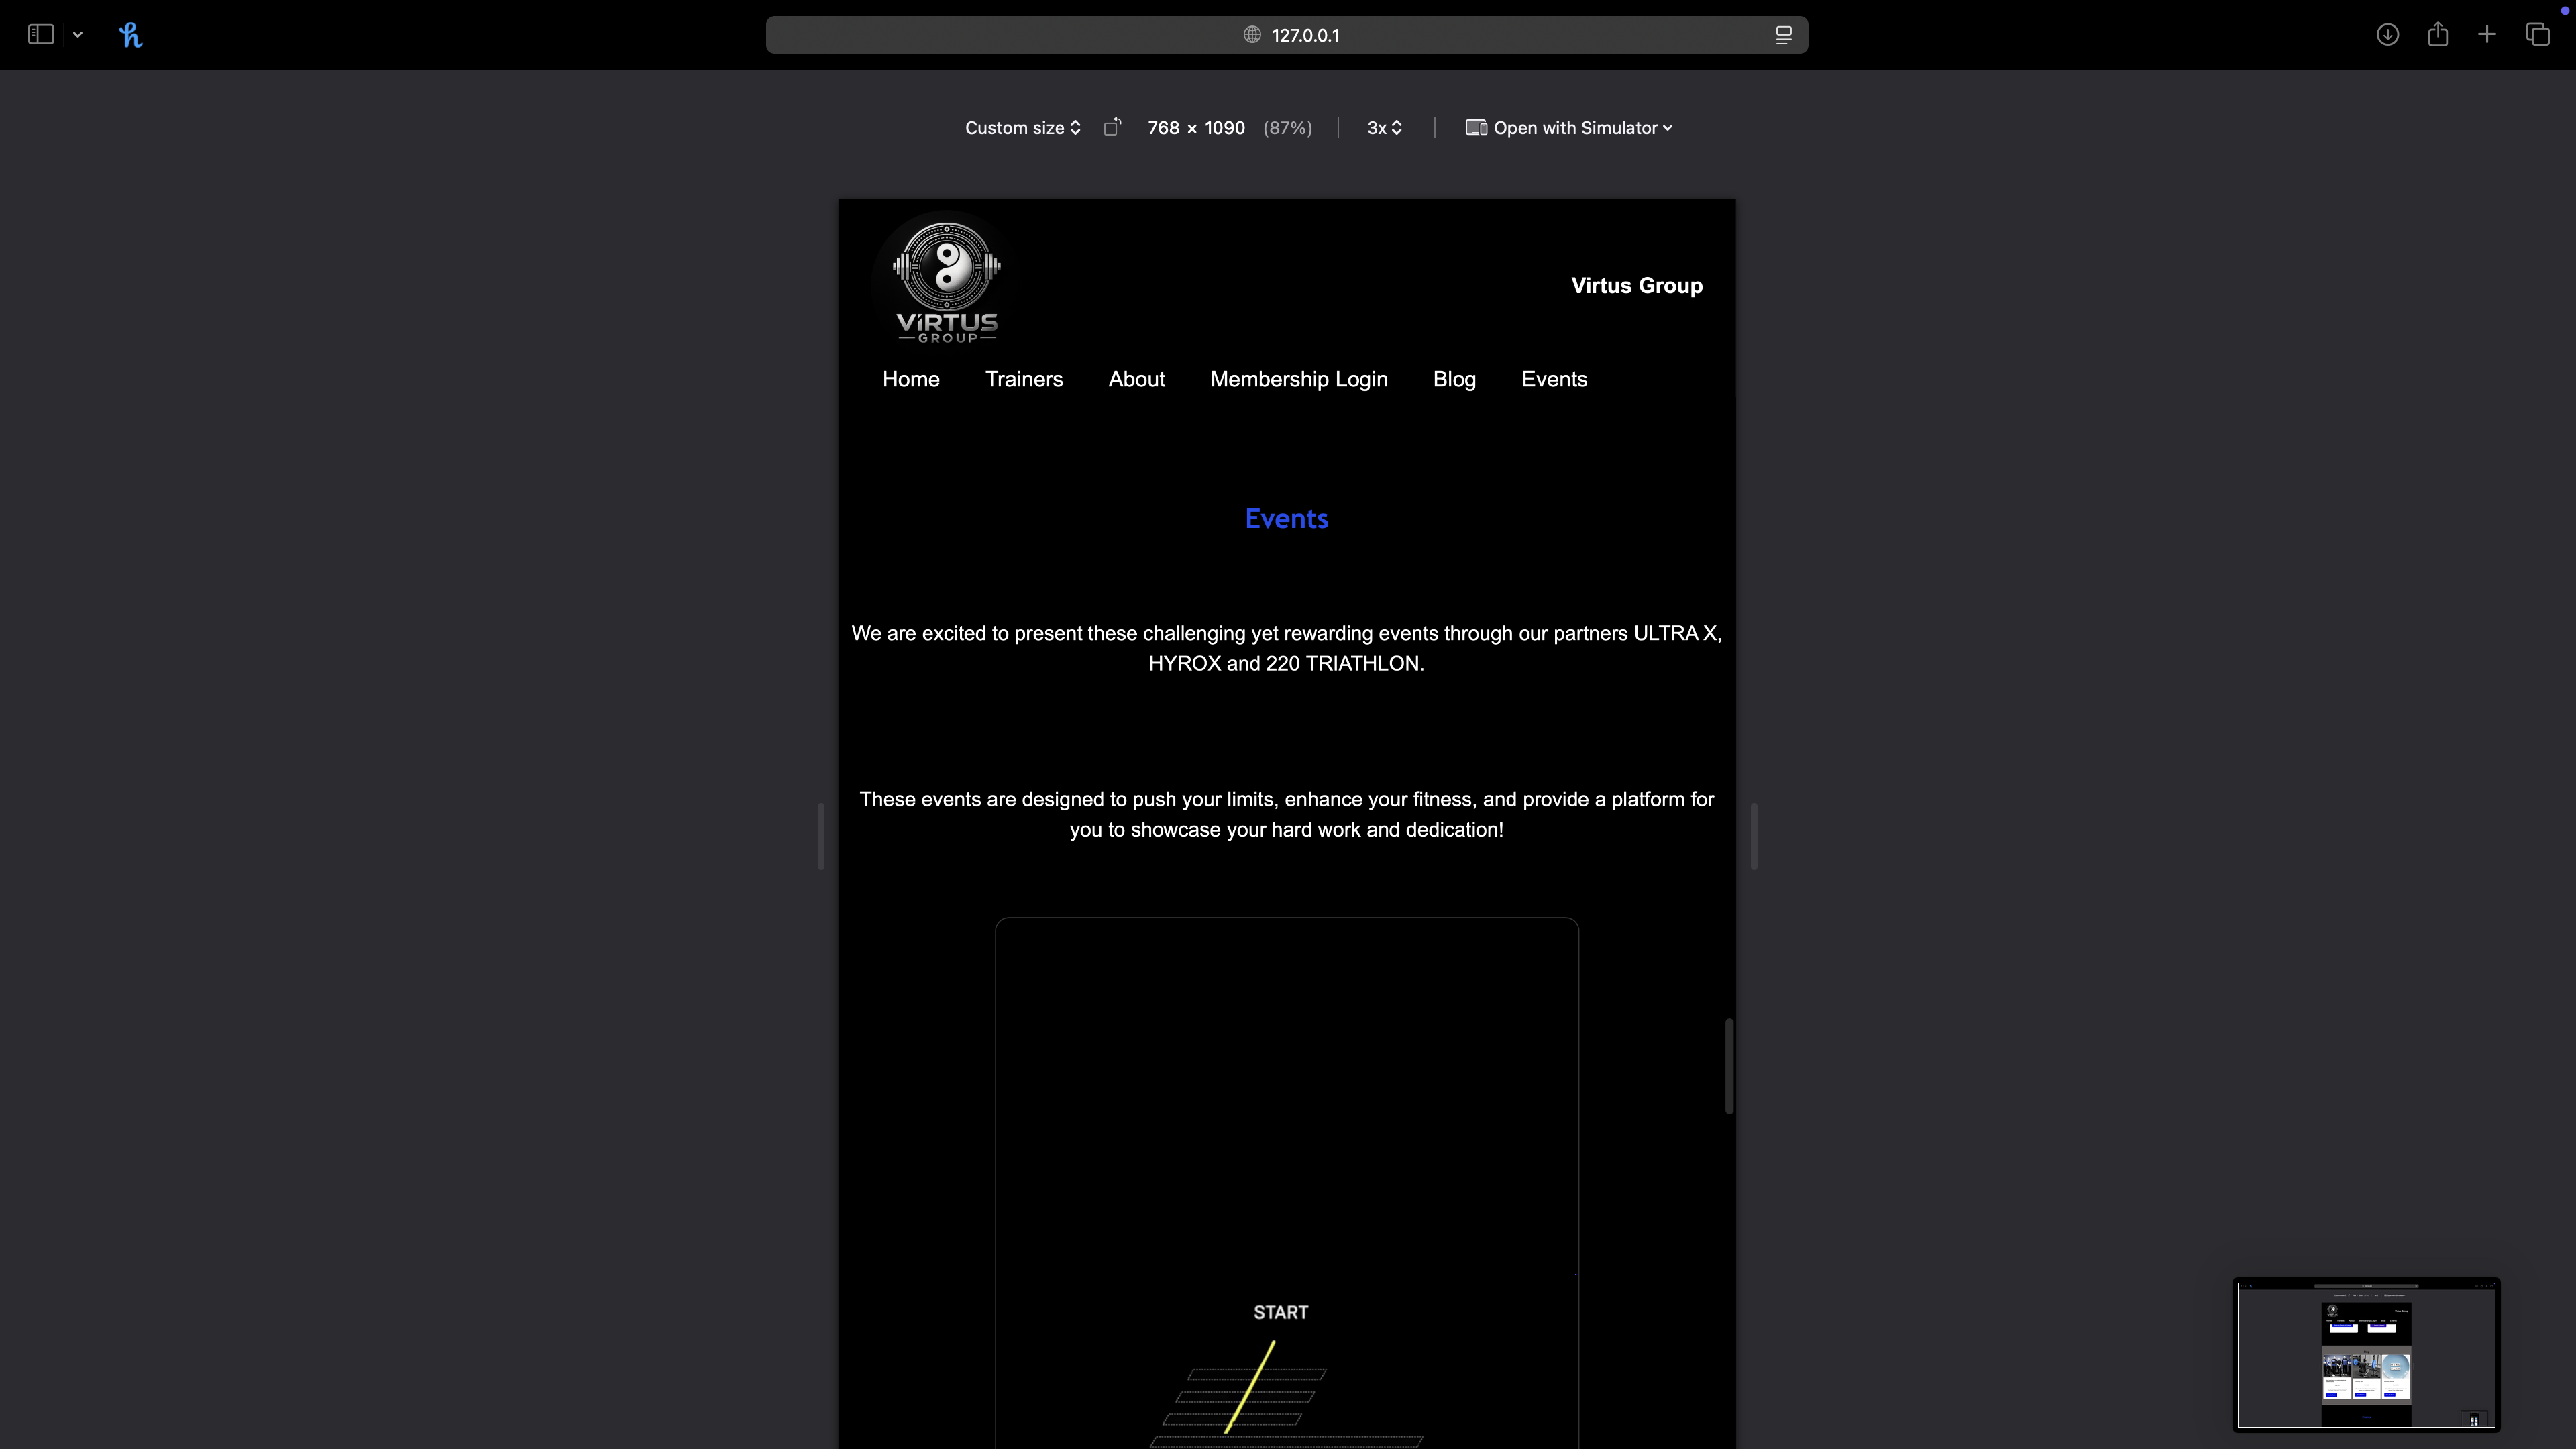 127.0.0.1
Custom size 768 × 1090 (87%) 3x Open with Simulator
VIRTUS
GROUP
Virtus Group
Home Trainers About Membership Login Blog Events
Events
We are excited to present these challenging yet rewarding events through our partners ULTRA X,
HYROX and 220 TRIATHLON.
These events are designed to push your limits, enhance your fitness, and provide a platform for
you to showcase your hard work and dedication!
START